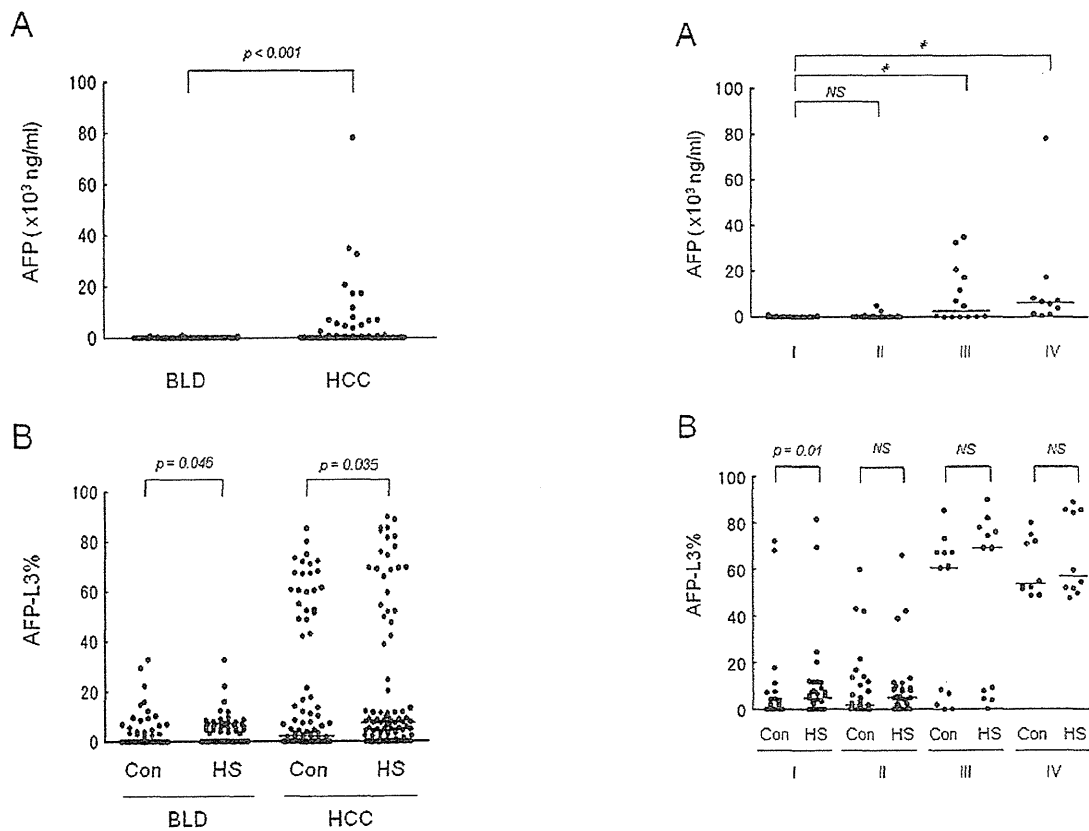 A
p < 0.001
100
80
60
40
20
0
AFP (x10³ ng/ml)
BLD HCC
B
p = 0.046 p = 0.035
100
80
60
40
20
0
AFP-L3%
Con HS Con HS
BLD HCC
A
*
*
NS
100
80
60
40
20
0
AFP (x10³ ng/ml)
I II III IV
B
p = 0.01 NS NS NS
100
80
60
40
20
0
AFP-L3%
Con HS Con HS Con HS Con HS
I II III IV